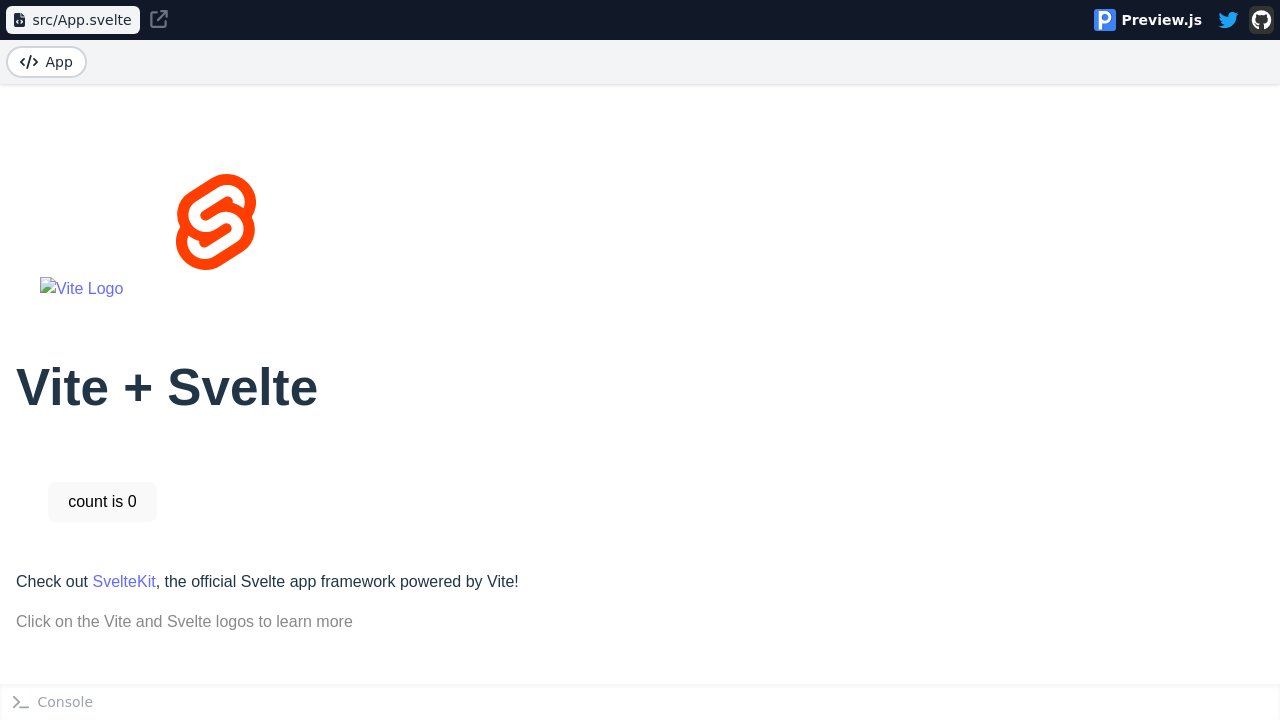 src/App.svelte
Preview.js
App
Vite Logo
Vite + Svelte
count is 0
Check out SvelteKit, the official Svelte app framework powered by Vite!
Click on the Vite and Svelte logos to learn more
Console